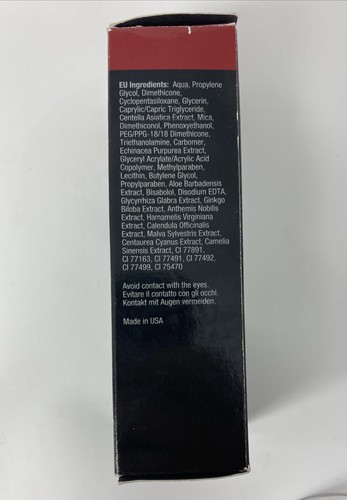 EU Ingredients: Aqua, Propylene
Glycol, Dimethicone,
Cyclopentasiloxane, Glycerin,
Caprylic/Capric Triglyceride,
Centella Asiatica Extract, Mica,
Dimethiconol, Phenoxyethanol,
PEG/PPG-18/18 Dimethicone,
Triethanolamine, Carbomer,
Echinacea Purpurea Extract,
Glyceryl Acrylate/Acrylic Acid
Copolymer, Methylparaben,
Lecithin, Butylene Glycol,
Propylparaben, Aloe Barbadensis
Extract, Bisabolol, Disodium EDTA,
Glycyrrhiza Glabra Extract, Ginkgo
Biloba Extract, Anthemis Nobilis
Extract, Hamamelis Virginiana
Extract, Calendula Officinalis
Extract, Malva Sylvestris Extract,
Centaurea Cyanus Extract, Camelia
Sinensis Extract, CI 77891,
CI 77163, CI 77491, CI 77492,
CI 77499, CI 75470
Avoid contact with the eyes.
Evitare il contatto con gli occhi.
Kontakt mit Augen vermeiden.
Made in USA